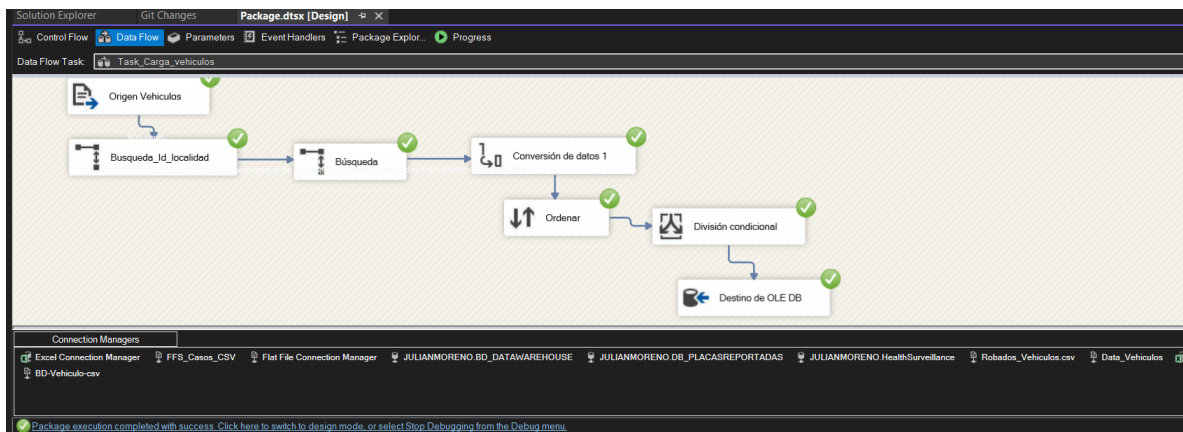 Solution Explorer Git Changes Package.dtsx [Design]
Control Flow Data Flow Parameters Event Handlers Package Explor... Progress
Data Flow Task: Task_Carga_vehiculos
Origen Vehiculos
Busqueda_Id_localidad
Búsqueda
Conversión de datos 1
Ordenar
División condicional
Destino de OLE DB
Connection Managers
Excel Connection Manager FFS_Casos_CSV Flat File Connection Manager JULIANMORENO.BD_DATAWAREHOUSE JULIANMORENO.DB_PLACASREPORTADAS JULIANMORENO.HealthSurveillance Robados_Vehiculos.csv Data_Vehiculos
BD-Vehiculo-csv
Package execution completed with success. Click here to switch to design mode, or select Stop Debugging from the Debug menu.